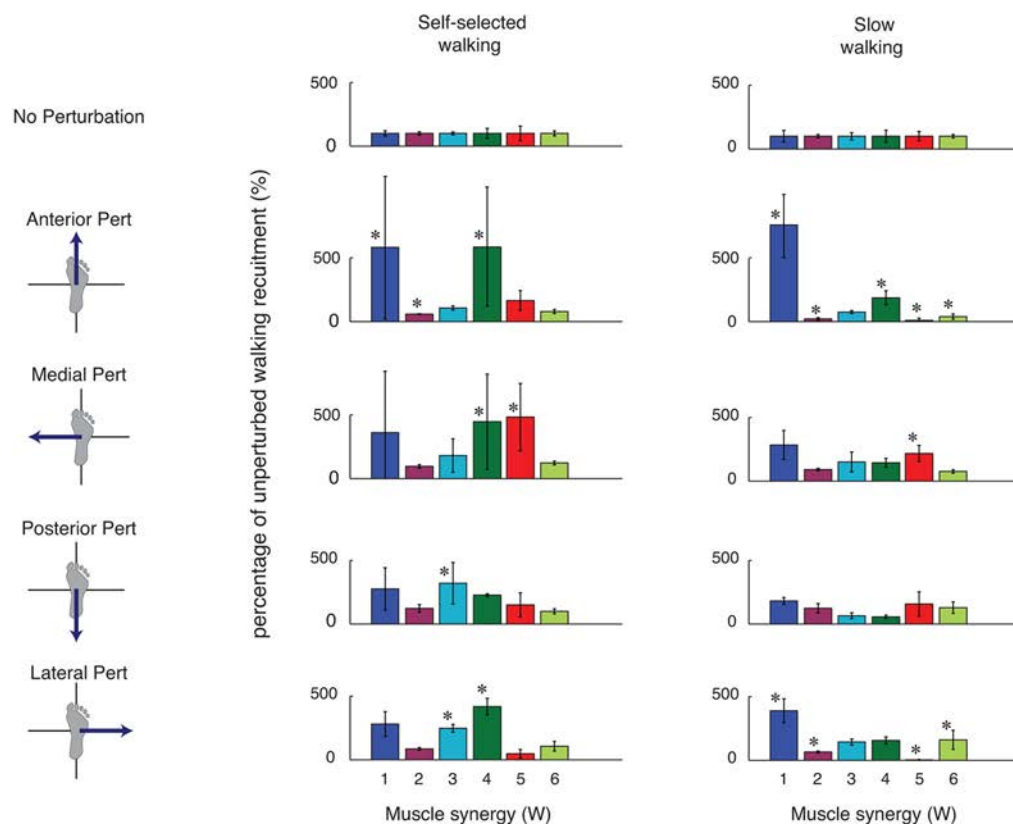 Self-selected
walking
Slow
walking
percentage of unperturbed walking recuitment (%)
No Perturbation
500
0
500
0
Anterior Pert
500
0
* * *
500
0
* * * * *
Medial Pert
500
0
* *
500
0
*
Posterior Pert
500
0
*
500
0
Lateral Pert
500
0
* *
500
0
* * * *
1 2 3 4 5 6
1 2 3 4 5 6
Muscle synergy (W)
Muscle synergy (W)